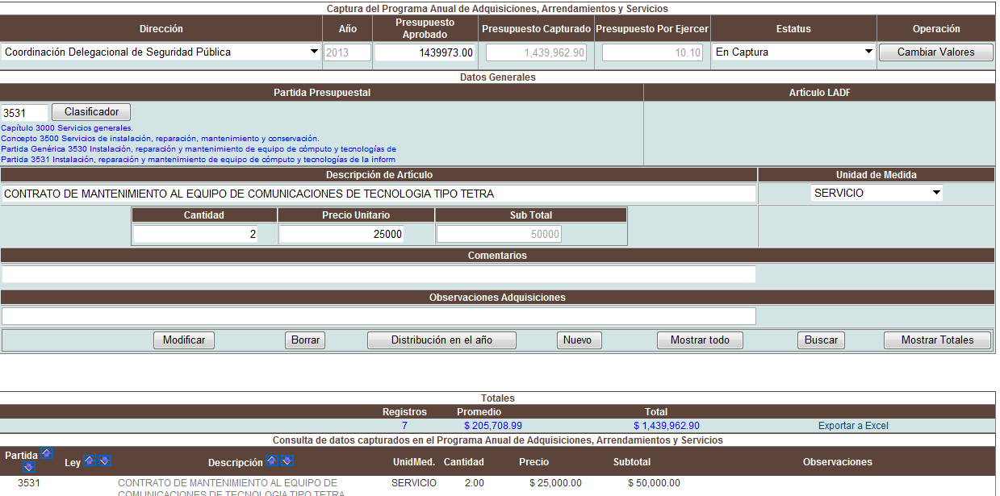 Captura del Programa Anual de Adquisiciones, Arrendamientos y Servicios
Dirección Año Presupuesto Aprobado Presupuesto Capturado Presupuesto Por Ejercer Estatus Operación
Coordinación Delegacional de Seguridad Pública 2013 1439973.00 1,439,962.90 10.10 En Captura Cambiar Valores
Datos Generales
Partida Presupuestal Artículo LADF
3531 Clasificador
Capítulo 3000 Servicios generales.
Concepto 3500 Servicios de instalación, reparación, mantenimiento y conservación.
Partida Genérica 3530 Instalación, reparación y mantenimiento de equipo de cómputo y tecnologías de
Partida 3531 Instalación, reparación y mantenimiento de equipo de cómputo y tecnologías de la inform
Descripción de Artículo Unidad de Medida
CONTRATO DE MANTENIMIENTO AL EQUIPO DE COMUNICACIONES DE TECNOLOGIA TIPO TETRA SERVICIO
Cantidad Precio Unitario Sub Total
2 25000 50000
Comentarios
Observaciones Adquisiciones
Modificar Borrar Distribución en el año Nuevo Mostrar todo Buscar Mostrar Totales
Totales
Registros Promedio Total
7 $ 205,708.99 $ 1,439,962.90 Exportar a Excel
Consulta de datos capturados en el Programa Anual de Adquisiciones, Arrendamientos y Servicios
Partida Ley Descripción UnidMed. Cantidad Precio Subtotal Observaciones
3531 CONTRATO DE MANTENIMIENTO AL EQUIPO DE SERVICIO 2.00 $ 25,000.00 $ 50,000.00
COMUNICACIONES DE TECNOLOGIA TIPO TETRA